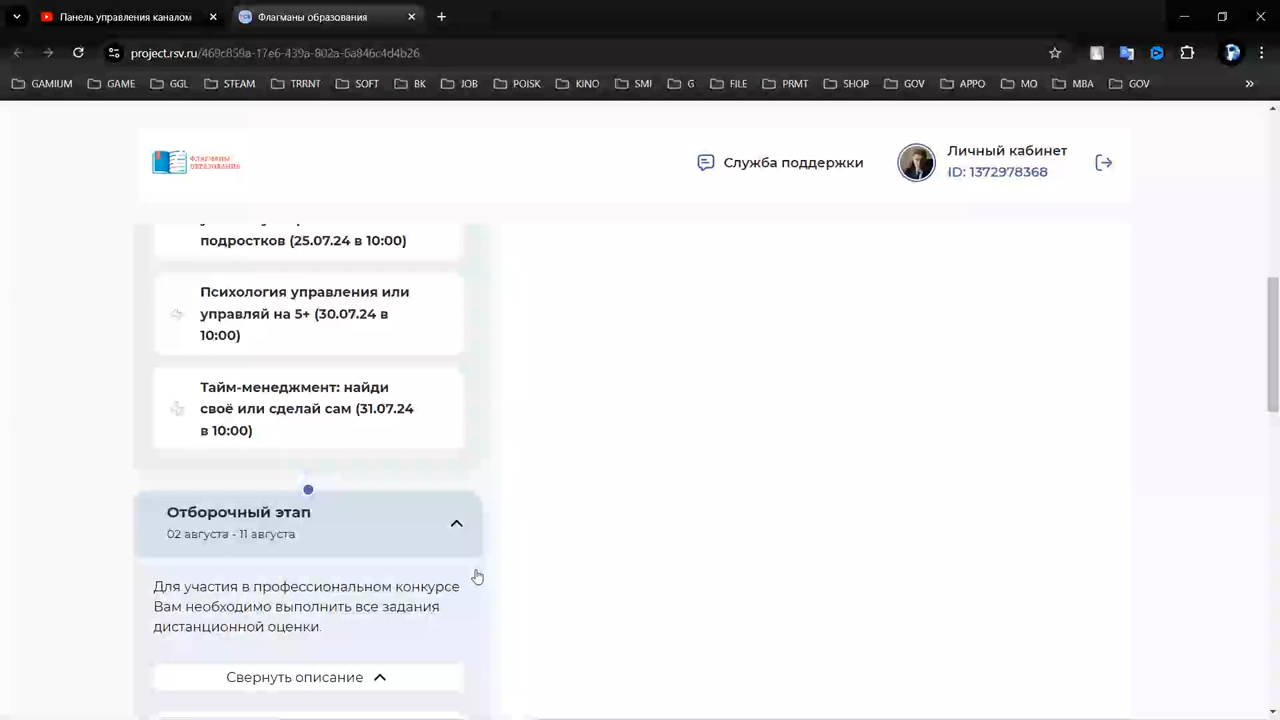 Панель управления каналом
Флагманы образования
project.rsv.ru/469c859a-17e6-439a-802a-6a846c4d4b26
GAMIUM GAME GGL STEAM TRRNT SOFT BK JOB POISK KINO SMI G FILE PRMT SHOP GOV APPO MO MBA GOV
ФЛАГМАНЫ
ОБРАЗОВАНИЯ
Служба поддержки
Личный кабинет
ID: 1372978368
подростков (25.07.24 в 10:00)
Психология управления или
управляй на 5+ (30.07.24 в
10:00)
Тайм-менеджмент: найди
своё или сделай сам (31.07.24
в 10:00)
Отборочный этап
02 августа - 11 августа
Для участия в профессиональном конкурсе
Вам необходимо выполнить все задания
дистанционной оценки.
Свернуть описание